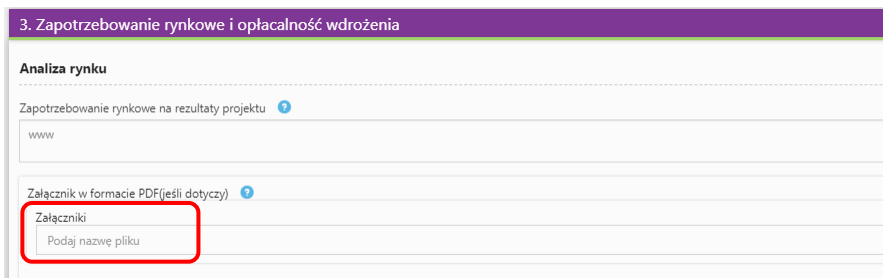 3. Zapotrzebowanie rynkowe i opłacalność wdrożenia
Analiza rynku
Zapotrzebowanie rynkowe na rezultaty projektu ?
www
Załącznik w formacie PDF(jeśli dotyczy) ?
Załączniki
Podaj nazwę pliku